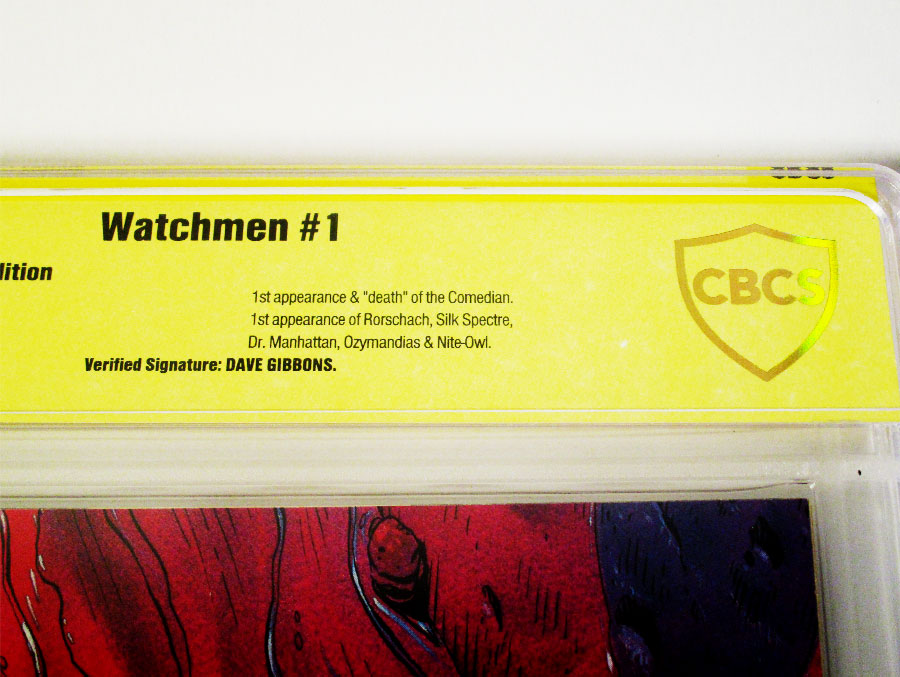 Watchmen #1
lition
1st appearance & "death" of the Comedian.
1st appearance of Rorschach, Silk Spectre,
Dr. Manhattan, Ozymandias & Nite-Owl.
Verified Signature: DAVE GIBBONS.
CBCS